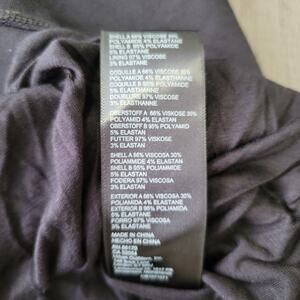 SHELL A 66% VISCOSE 30%
POLYAMIDE 4% ELASTANE
SHELL B 95% POLYAMIDE
5% ELASTANE
LINING 97% VISCOSE
3% ELASTANE
COQUILLE A 66% VISCOSE 30%
POLYAMIDE 4% ELASTHANNE
COQUILLE B 95% POLYAMIDE
5% ELASTHANNE
DOUBLURE 97% VISCOSE
3% ELASTHANNE
OBERSTOFF A 66% VISKOSE 30%
POLYAMID 4% ELASTAN
OBERSTOFF B 95% POLYAMID
5% ELASTAN
FUTTER 97% VISKOSE
3% ELASTAN
SHELL A 66% VISCOSA 30%
POLIAMMIDE 4% ELASTAN
SHELL B 95% POLIAMMIDE
5% ELASTAN
FODERA 97% VISCOSA
3% ELASTAN
EXTERIOR A 66% VISCOSA 30%
POLIAMIDA 4% ELASTANE
EXTERIOR B 95% POLIAMIDA
5% ELASTANE
FORRO 97% VISCOSA
3% ELASTANE
MADE IN CHINA
HECHO EN CHINA